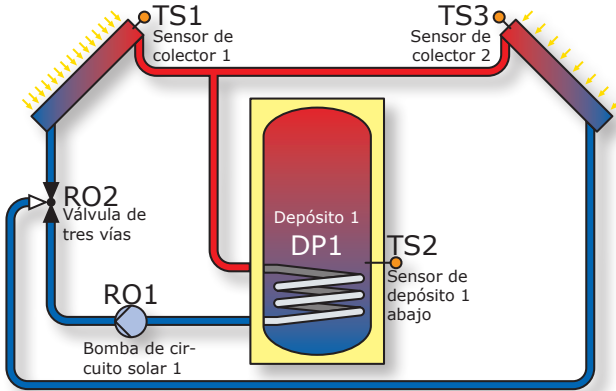 TS1
Sensor de
colector 1
TS3
Sensor de
colector 2
RO2
Válvula de
tres vías
Depósito 1
DP1
TS2
Sensor de
depósito 1
abajo
RO1
Bomba de cir-
cuito solar 1